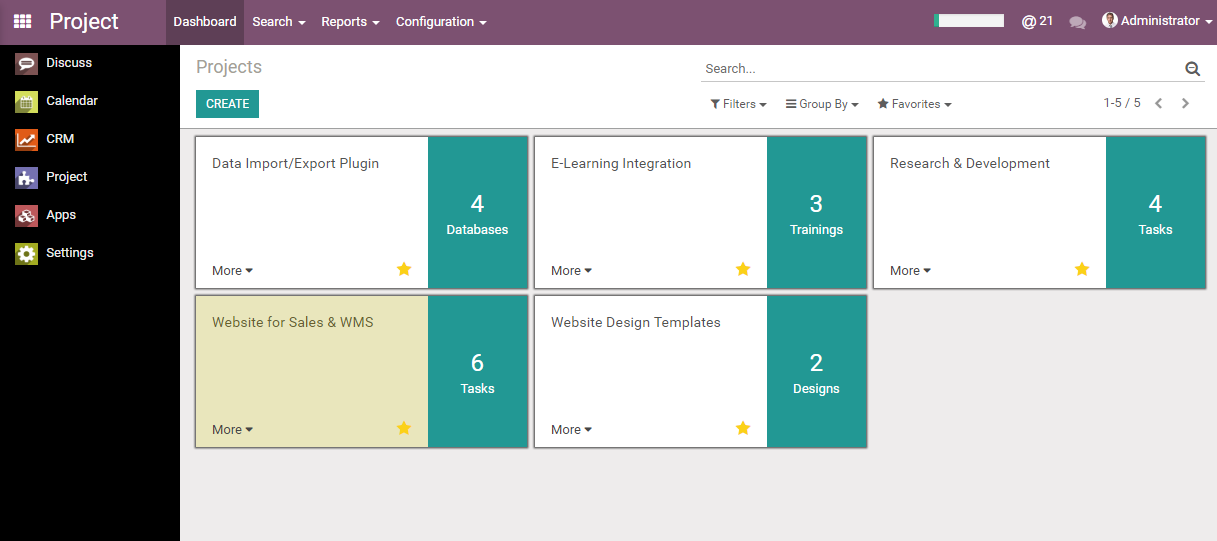 Project
Dashboard Search Reports Configuration
@ 21
Administrator
Discuss
Calendar
CRM
Project
Apps
Settings
Projects
Search...
CREATE
Filters Group By Favorites
1-5 / 5
Data Import/Export Plugin
4
Databases
More
E-Learning Integration
3
Trainings
More
Research & Development
4
Tasks
More
Website for Sales & WMS
6
Tasks
More
Website Design Templates
2
Designs
More